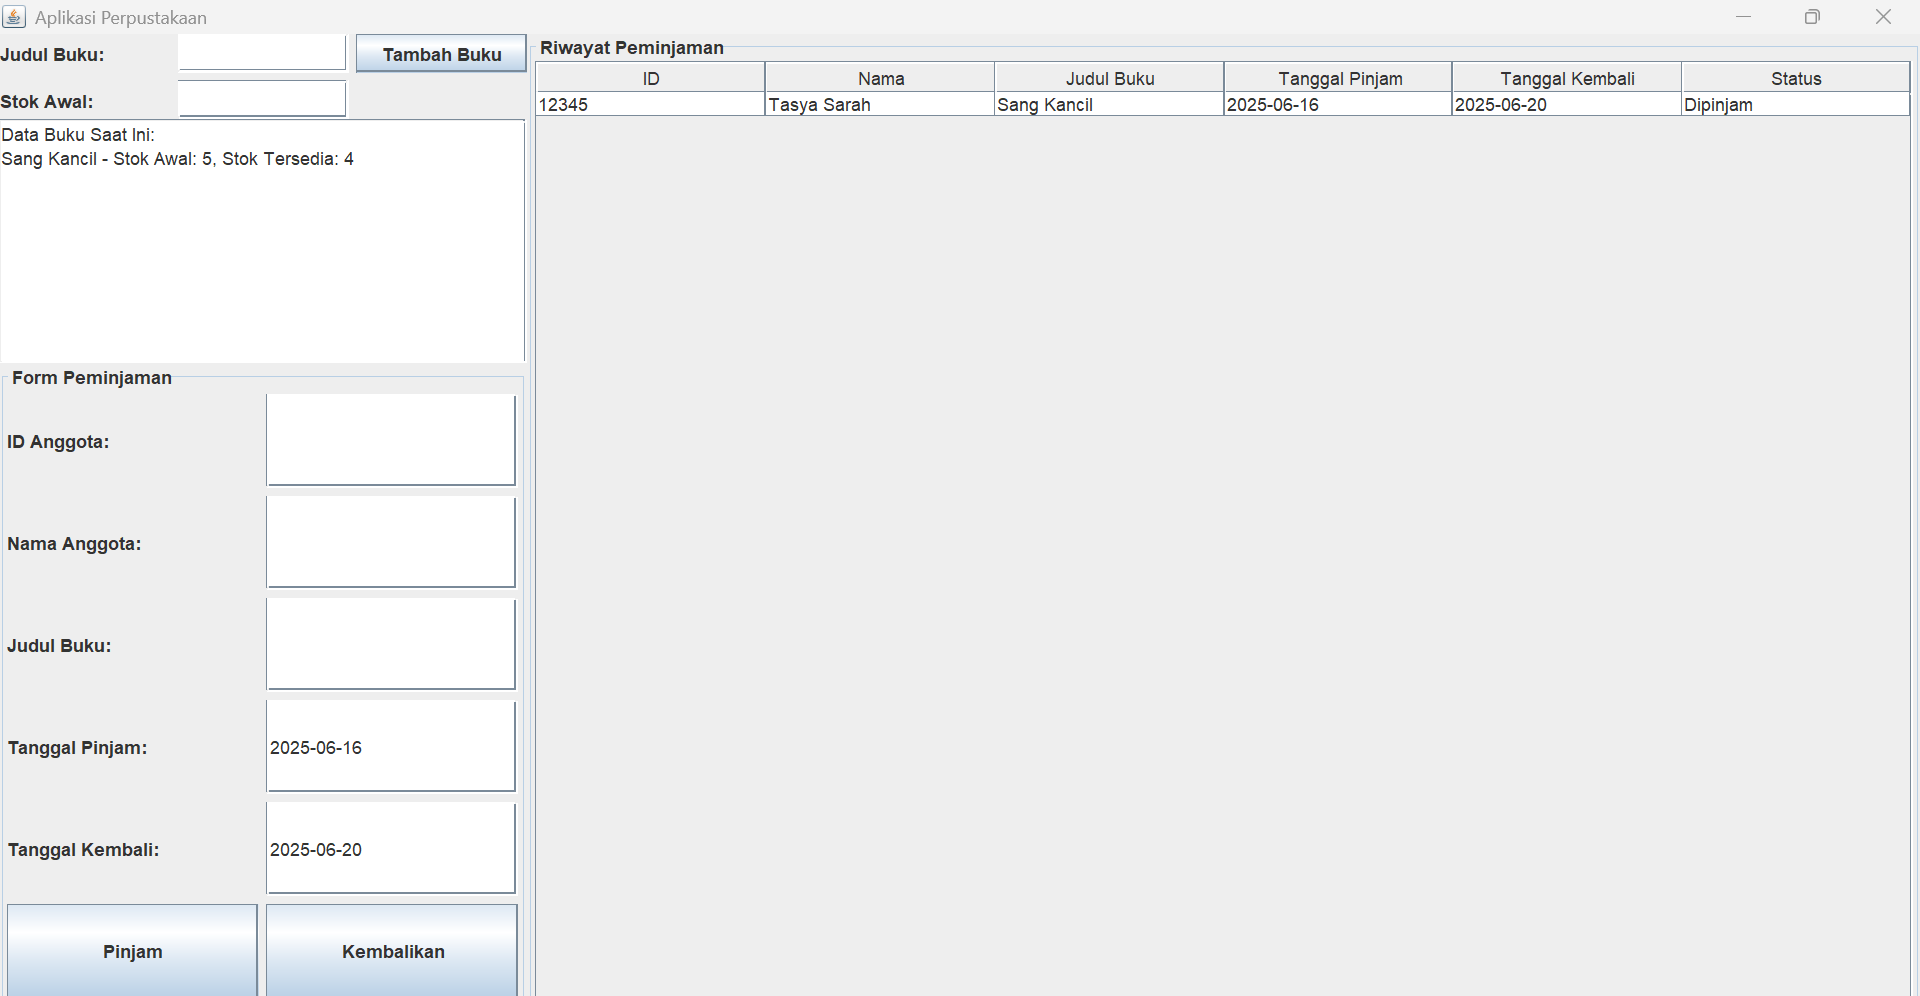 Aplikasi Perpustakaan
Judul Buku:
Tambah Buku
Stok Awal:
Data Buku Saat Ini:
Sang Kancil - Stok Awal: 5, Stok Tersedia: 4
Form Peminjaman
ID Anggota:
Nama Anggota:
Judul Buku:
Tanggal Pinjam: 2025-06-16
Tanggal Kembali: 2025-06-20
Pinjam Kembalikan
Riwayat Peminjaman
ID Nama Judul Buku Tanggal Pinjam Tanggal Kembali Status
12345 Tasya Sarah Sang Kancil 2025-06-16 2025-06-20 Dipinjam